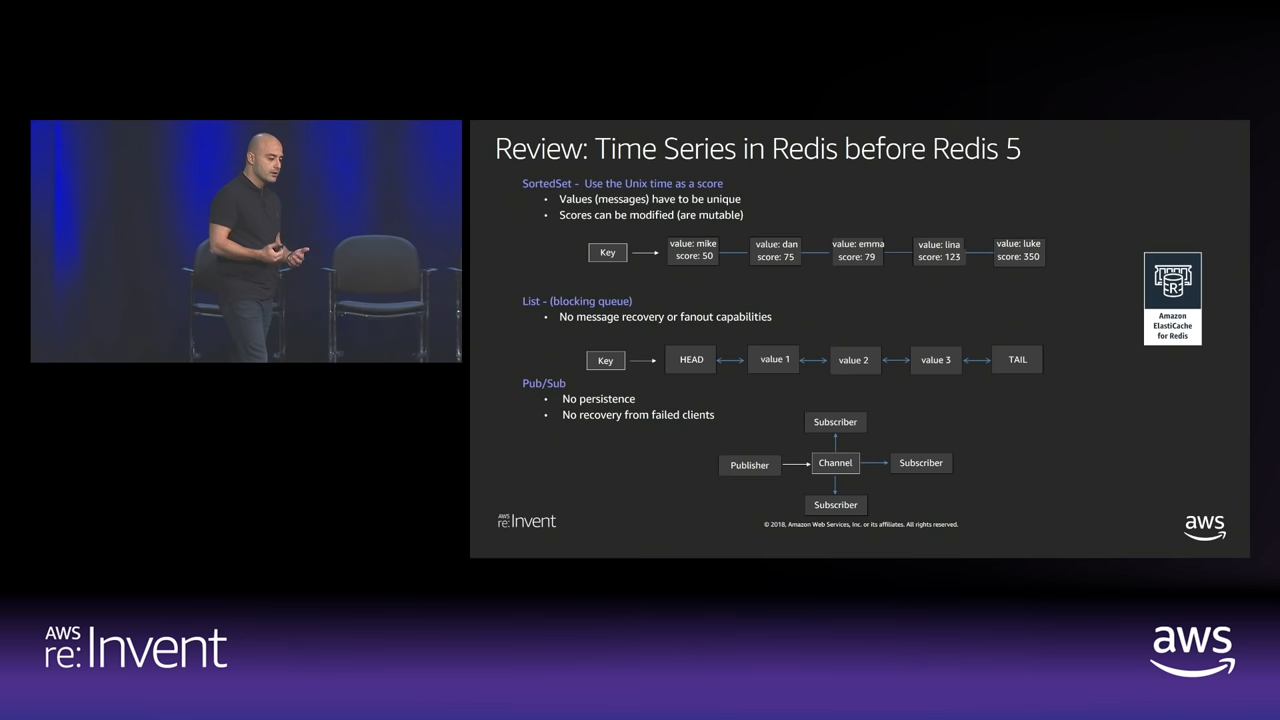 Review: Time Series in Redis before Redis 5
SortedSet - Use the Unix time as a score
• Values (messages) have to be unique
• Scores can be modified (are mutable)
Key
value: mike
score: 50
value: dan
score: 75
value: emma
score: 79
value: lina
score: 123
value: luke
score: 350
R
Amazon
ElastiCache
for Redis
List - (blocking queue)
• No message recovery or fanout capabilities
Key
HEAD
value 1
value 2
value 3
TAIL
Pub/Sub
• No persistence
• No recovery from failed clients
Subscriber
Publisher
Channel
Subscriber
Subscriber
AWS
re:Invent
© 2018, Amazon Web Services, Inc. or its affiliates. All rights reserved.
aws
AWS
re:Invent
aws